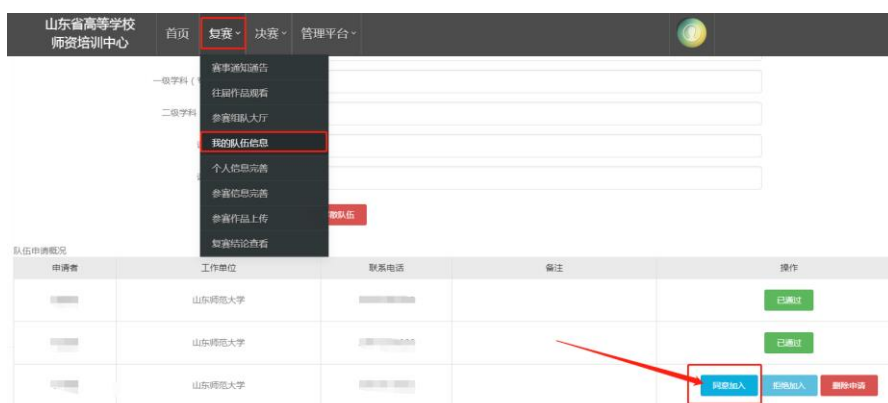 山东省高等学校
师资培训中心
首页 复赛 决赛 管理平台
赛事通知通告
一级学科（
往届作品观看
二级学科
参赛组队大厅
我的队伍信息
个人信息完善
参赛信息完善
参赛作品上传
散队伍
复赛结论查看
队伍申请概况
申请者 工作单位 联系电话 备注 操作
山东师范大学 已通过
山东师范大学 已通过
山东师范大学 同意加入 拒绝加入 删除申请